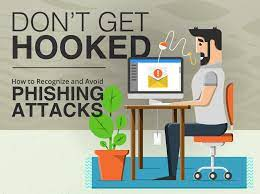 DON'T GET
HOOKED
How to Recognize and Avoid
PHISHING
ATTACKS